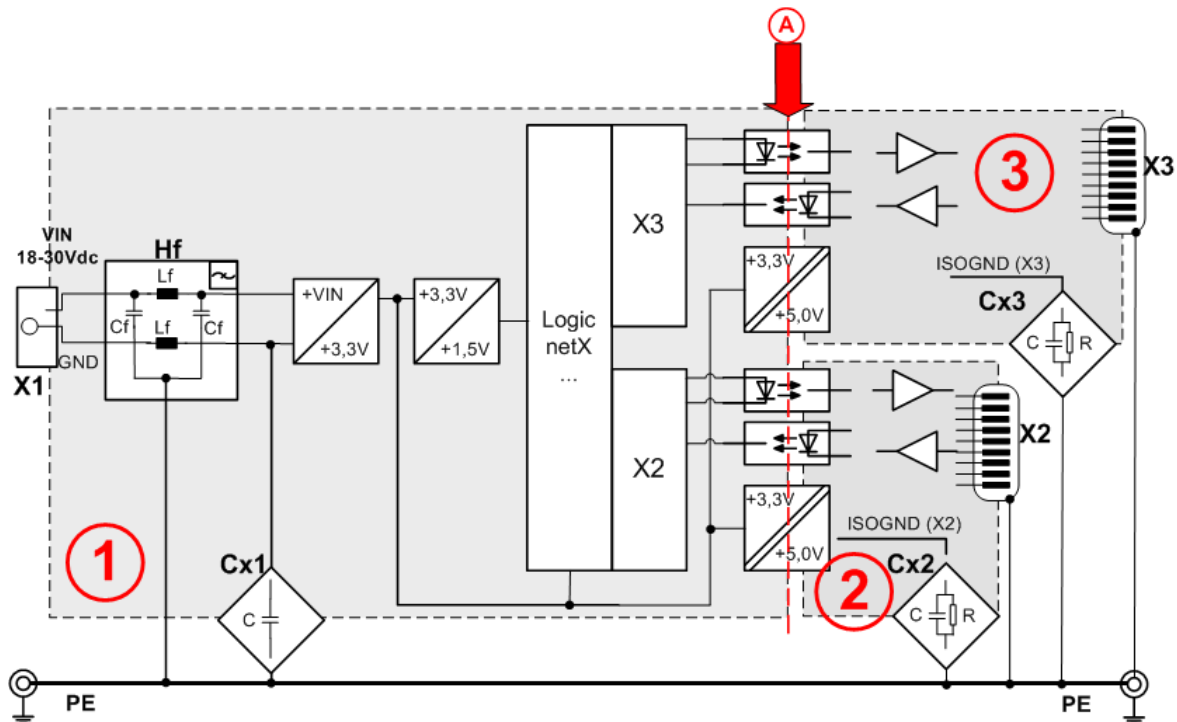 A
VIN
18-30Vdc
Hf
Lf
Cf
Lf
Cf
GND
X1
+VIN
+3,3V
+3,3V
+1,5V
Logic
netX
...
X3
X2
+3,3V
+5,0V
3
X3
ISOGND (X3)
Cx3
C
R
X2
+3,3V
+5,0V
ISOGND (X2)
Cx2
C
R
1
2
Cx1
C
PE
PE